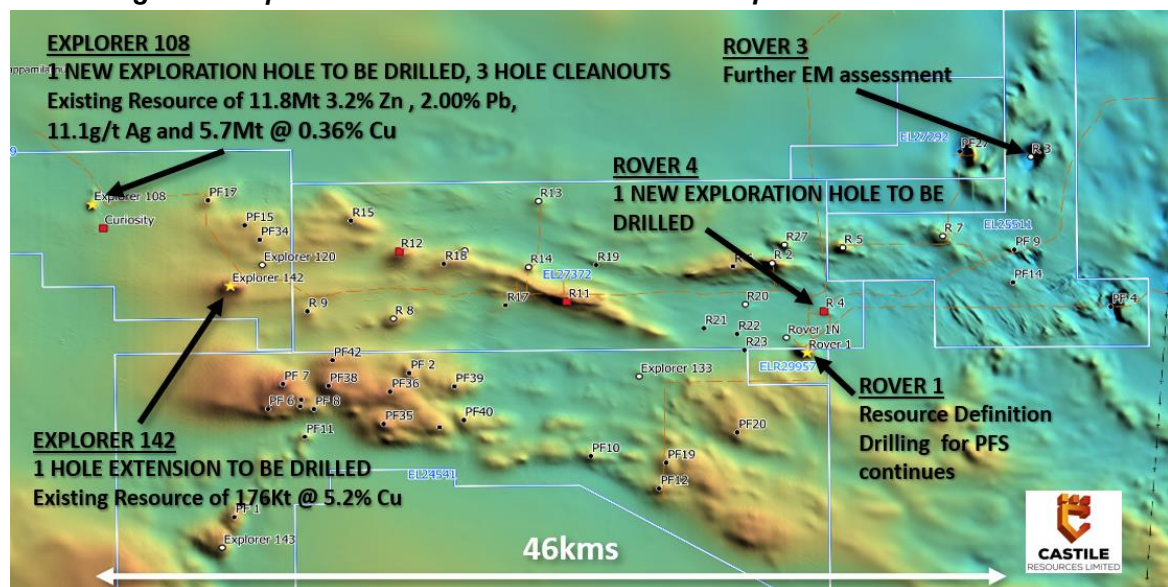 EXPLORER 108
1 NEW EXPLORATION HOLE TO BE DRILLED, 3 HOLE CLEANOUTS
Existing Resource of 11.8Mt 3.2% Zn , 2.00% Pb,
11.1g/t Ag and 5.7Mt @ 0.36% Cu
ROVER 3
Further EM assessment
EL27292
PF27
R 3
ROVER 4
1 NEW EXPLORATION HOLE TO BE
DRILLED
Explorer 108
Curiosity
PF17
PF15
PF34
Explorer 120
Explorer 142
R15
R13
R12
R18
R14
R19
EL27372
R11
R17
R 9
R 8
R27
R 2
R 5
R 7
EL25511
PF 9
PF14
PF 4
R20
R 4
R21
R22
R23
Rover 1N
Rover 1
ELR29957
Explorer 133
PF42
PF 7
PF38
PF 2
PF36
PF39
PF 6
PF 8
PF35
PF40
PF11
PF10
PF20
PF19
PF12
EL24541
PF 1
Explorer 143
EXPLORER 142
1 HOLE EXTENSION TO BE DRILLED
Existing Resource of 176Kt @ 5.2% Cu
ROVER 1
Resource Definition
Drilling for PFS
continues
46kms
CASTILE
RESOURCES LIMITED